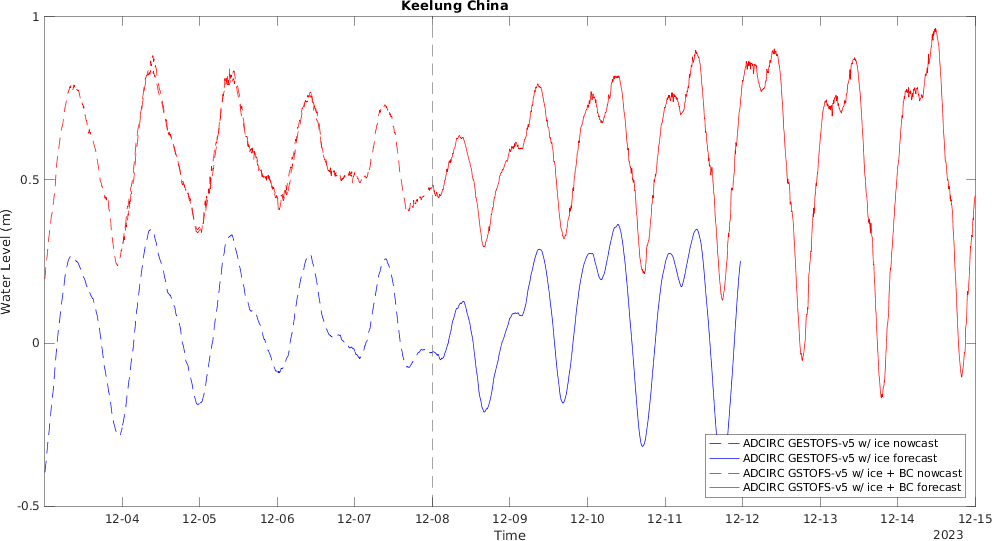 Keelung China
Water Level (m)
1
0.5
0
-0.5
ADCIRC GESTOFS-v5 w/ ice nowcast
ADCIRC GESTOFS-v5 w/ ice forecast
ADCIRC GSTOFS-v5 w/ ice + BC nowcast
ADCIRC GSTOFS-v5 w/ ice + BC forecast
12-04 12-05 12-06 12-07 12-08 12-09 12-10 12-11 12-12 12-13 12-14 12-15
Time
2023